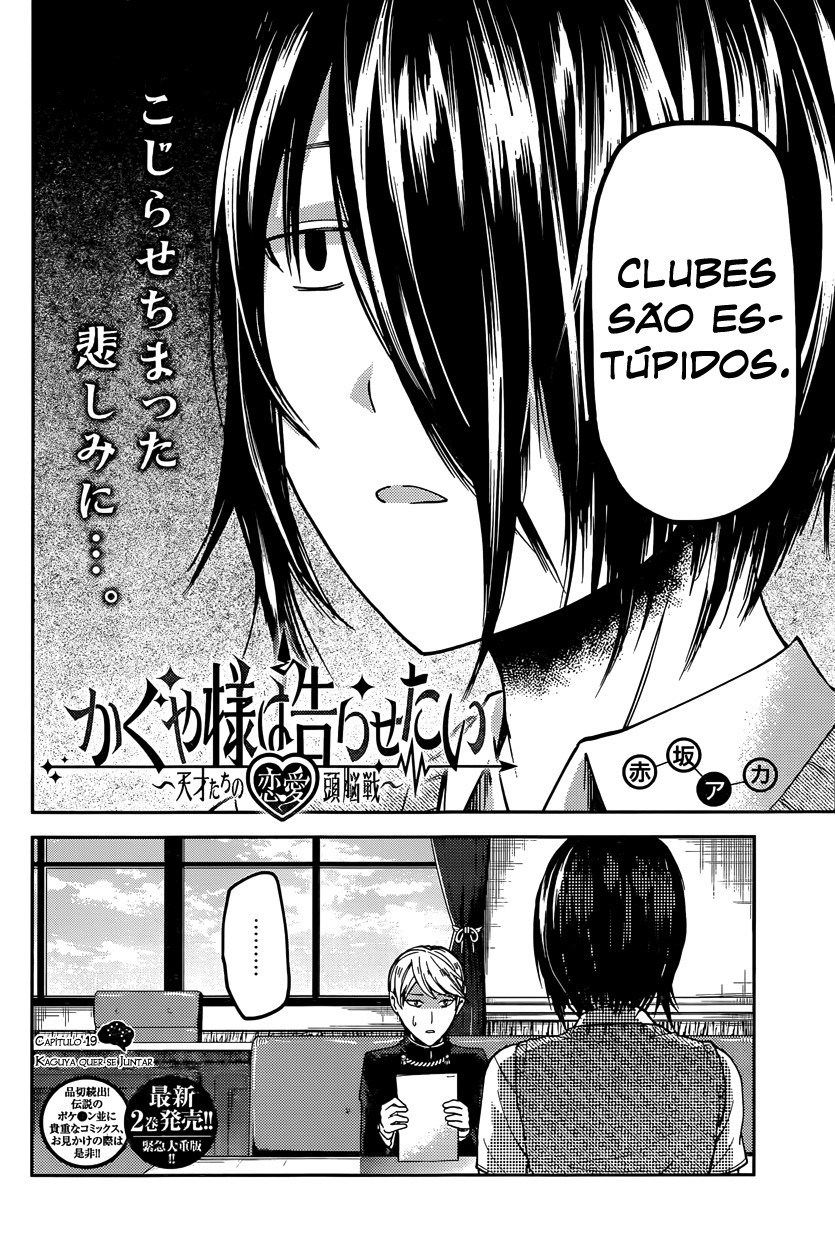 CLUBES
SÃO ES-
TÚPIDOS.
こじらせちまった
悲しみに…。
かぐや様は告らせたい
～天才たちの恋愛頭脳戦～
赤坂アカ
………
CAPÍTULO 19
KAGUYA QUER SE JUNTAR
品切続出!
伝説の
ポケ●ン並に
貴重なコミックス、
お見かけの際は
是非!!
最新
2巻発売!!
緊急大重版
!!